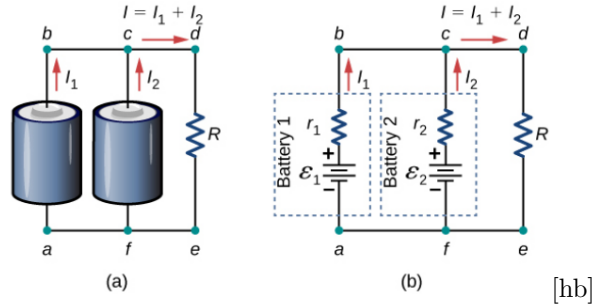 I = I₁ + I₂
b c d
I₁ I₂
R
a f e
(a)
I = I₁ + I₂
b c d
I₁ I₂
Battery 1 r₁ Battery 2 r₂ R
+ +
ε₁ ε₂
− −
a f e
(b)
[hb]